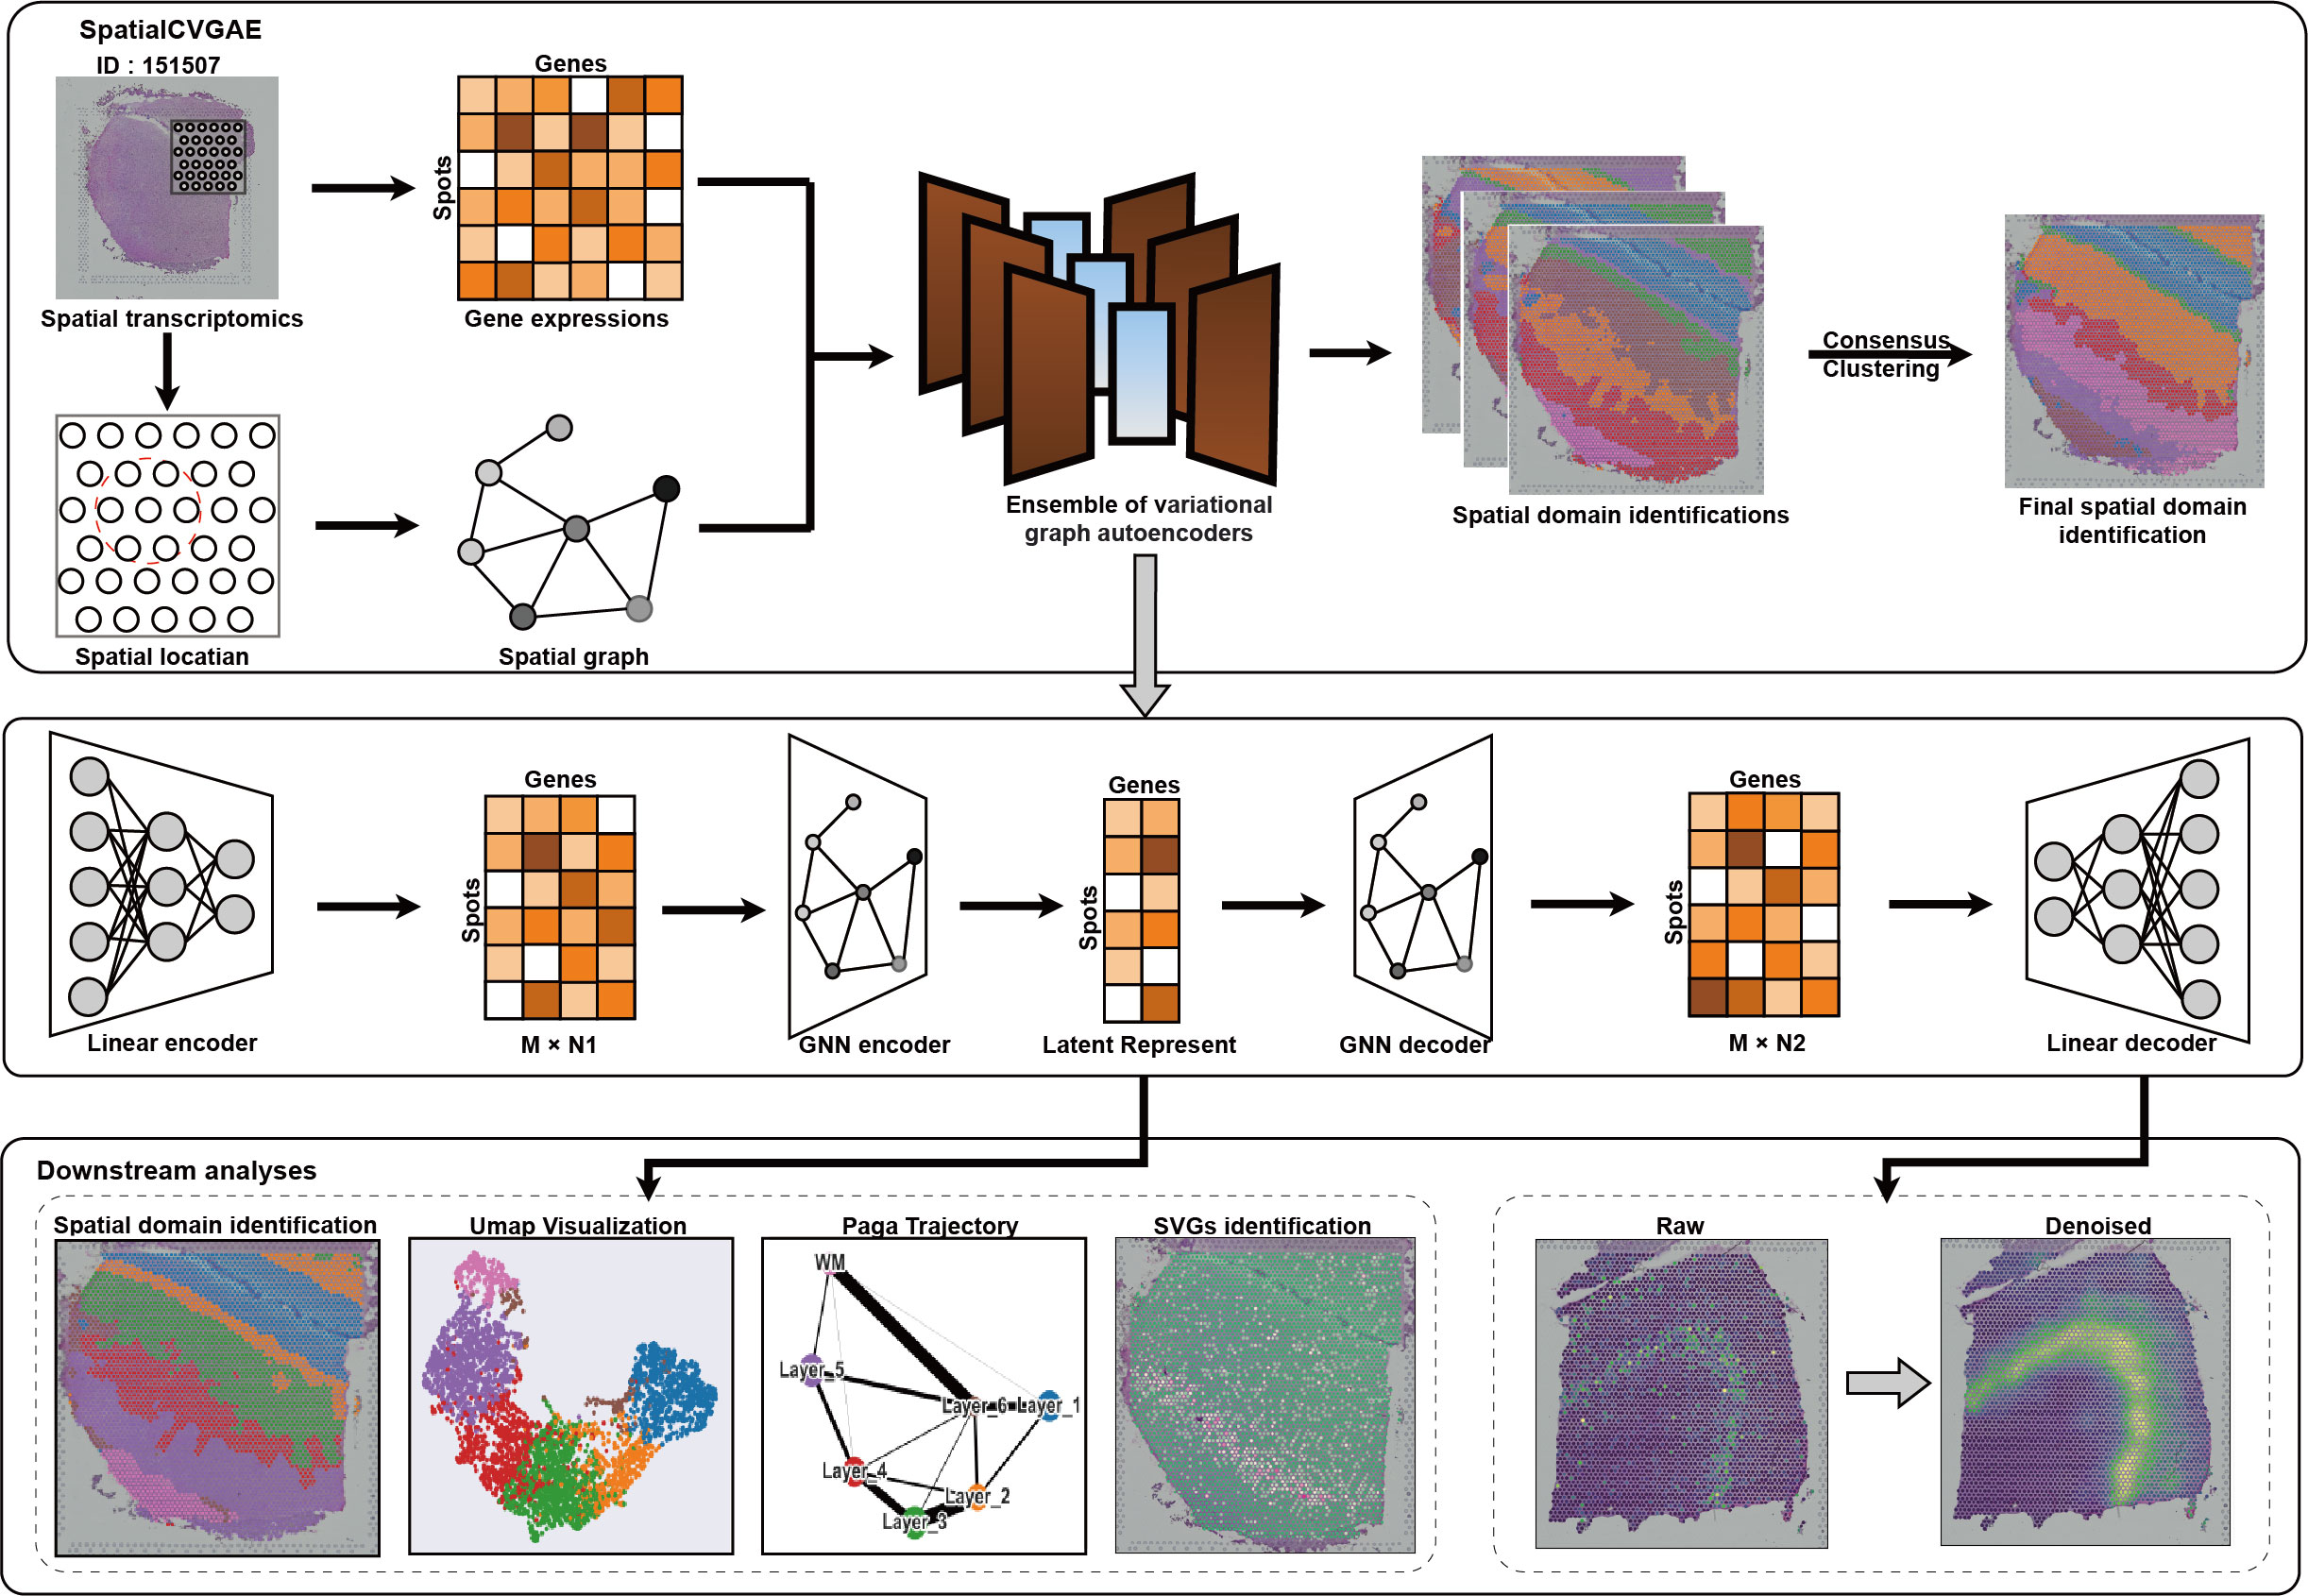 SpatialCVGAE
ID : 151507
Genes
Spots
Spatial transcriptomics
Gene expressions
Spatial locatian
Spatial graph
Ensemble of variational
graph autoencoders
Spatial domain identifications
Consensus
Clustering
Final spatial domain
identification
Linear encoder
Genes
Spots
M × N1
GNN encoder
Genes
Spots
Latent Represent
GNN decoder
Genes
Spots
M × N2
Linear decoder
Downstream analyses
Spatial domain identification
Umap Visualization
Paga Trajectory
WM
Layer_5
Layer_6
Layer_1
Layer_4
Layer_2
Layer_3
SVGs identification
Raw
Denoised